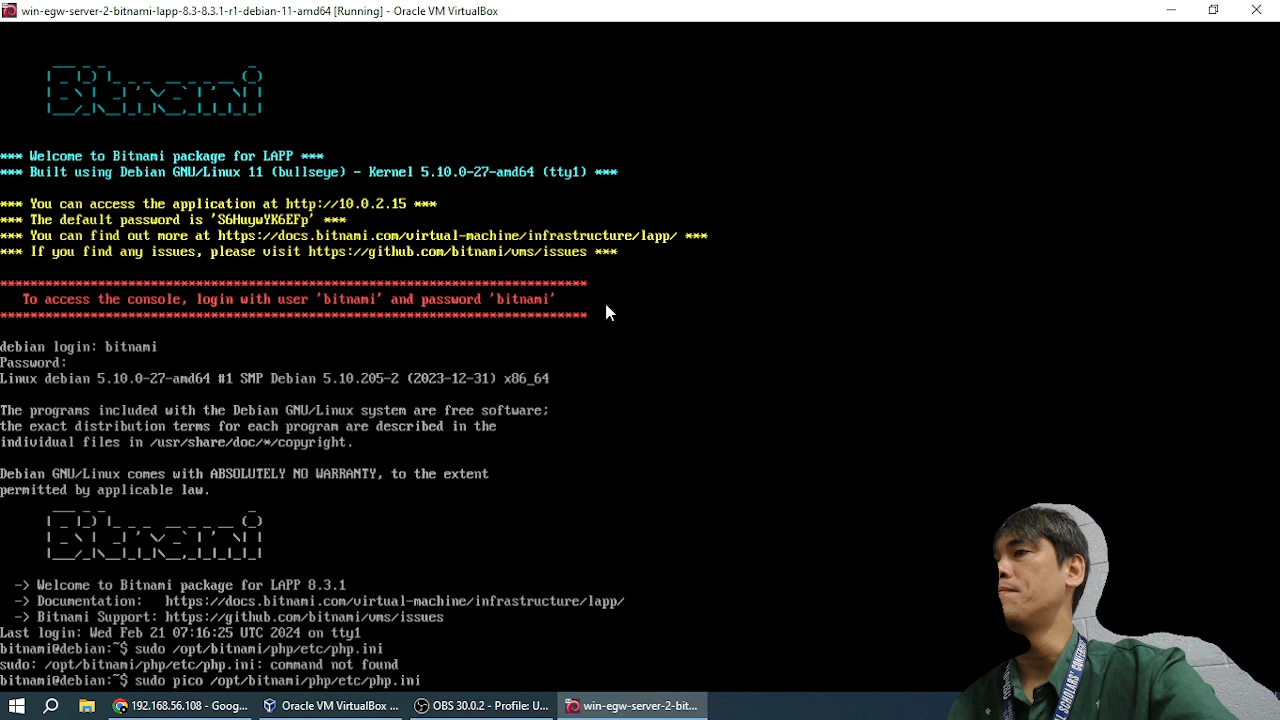 win-egw-server-2-bitnami-lapp-8.3-8.3.1-r1-debian-11-amd64 [Running] - Oracle VM VirtualBox
Bitnami
*** Welcome to Bitnami package for LAPP ***
*** Built using Debian GNU/Linux 11 (bullseye) - Kernel 5.10.0-27-amd64 (tty1) ***
*** You can access the application at http://10.0.2.15 ***
*** The default password is 'S6HuywYK6EFp' ***
*** You can find out more at https://docs.bitnami.com/virtual-machine/infrastructure/lapp/ ***
*** If you find any issues, please visit https://github.com/bitnami/vms/issues ***
******************************************************************************
To access the console, login with user 'bitnami' and password 'bitnami'
******************************************************************************
debian login: bitnami
Password:
Linux debian 5.10.0-27-amd64 #1 SMP Debian 5.10.205-2 (2023-12-31) x86_64
The programs included with the Debian GNU/Linux system are free software;
the exact distribution terms for each program are described in the
individual files in /usr/share/doc/*/copyright.
Debian GNU/Linux comes with ABSOLUTELY NO WARRANTY, to the extent
permitted by applicable law.
Bitnami
-> Welcome to Bitnami package for LAPP 8.3.1
-> Documentation: https://docs.bitnami.com/virtual-machine/infrastructure/lapp/
-> Bitnami Support: https://github.com/bitnami/vms/issues
Last login: Wed Feb 21 07:16:25 UTC 2024 on tty1
bitnami@debian:~$ sudo /opt/bitnami/php/etc/php.ini
sudo: /opt/bitnami/php/etc/php.ini: command not found
bitnami@debian:~$ sudo pico /opt/bitnami/php/etc/php.ini
192.168.56.108 - Goog... Oracle VM VirtualBox ... OBS 30.0.2 - Profile: U... win-egw-server-2-bit...